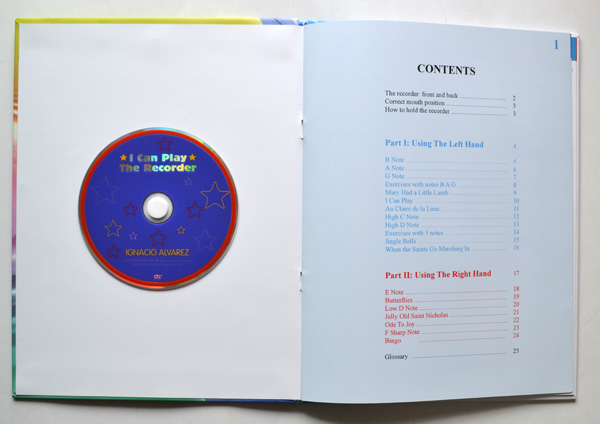 I Can Play
The Recorder
IGNACIO ALVAREZ
1
CONTENTS
The recorder: front and back 2
Correct mouth position 3
How to hold the recorder 3
Part I: Using The Left Hand 4
B Note 5
A Note 6
G Note 7
Exercises with notes B A G 8
Mary Had a Little Lamb 9
I Can Play 10
Au Claire de la Lune 11
High C Note 12
High D Note 13
Exercises with 5 notes 14
Jingle Bells 15
When the Saints Go Marching In 16
Part II: Using The Right Hand 17
E Note 18
Butterflies 19
Low D Note 20
Jolly Old Saint Nicholas 21
Ode To Joy 22
F Sharp Note 23
Bingo 24
Glossary 25